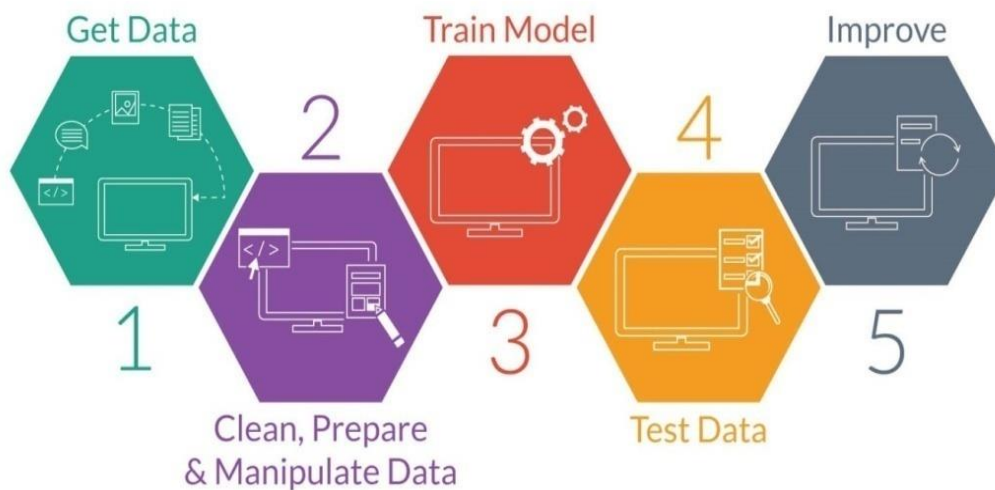 Get Data
1
2
Clean, Prepare
& Manipulate Data
Train Model
3
4
Test Data
Improve
5
</>
</>